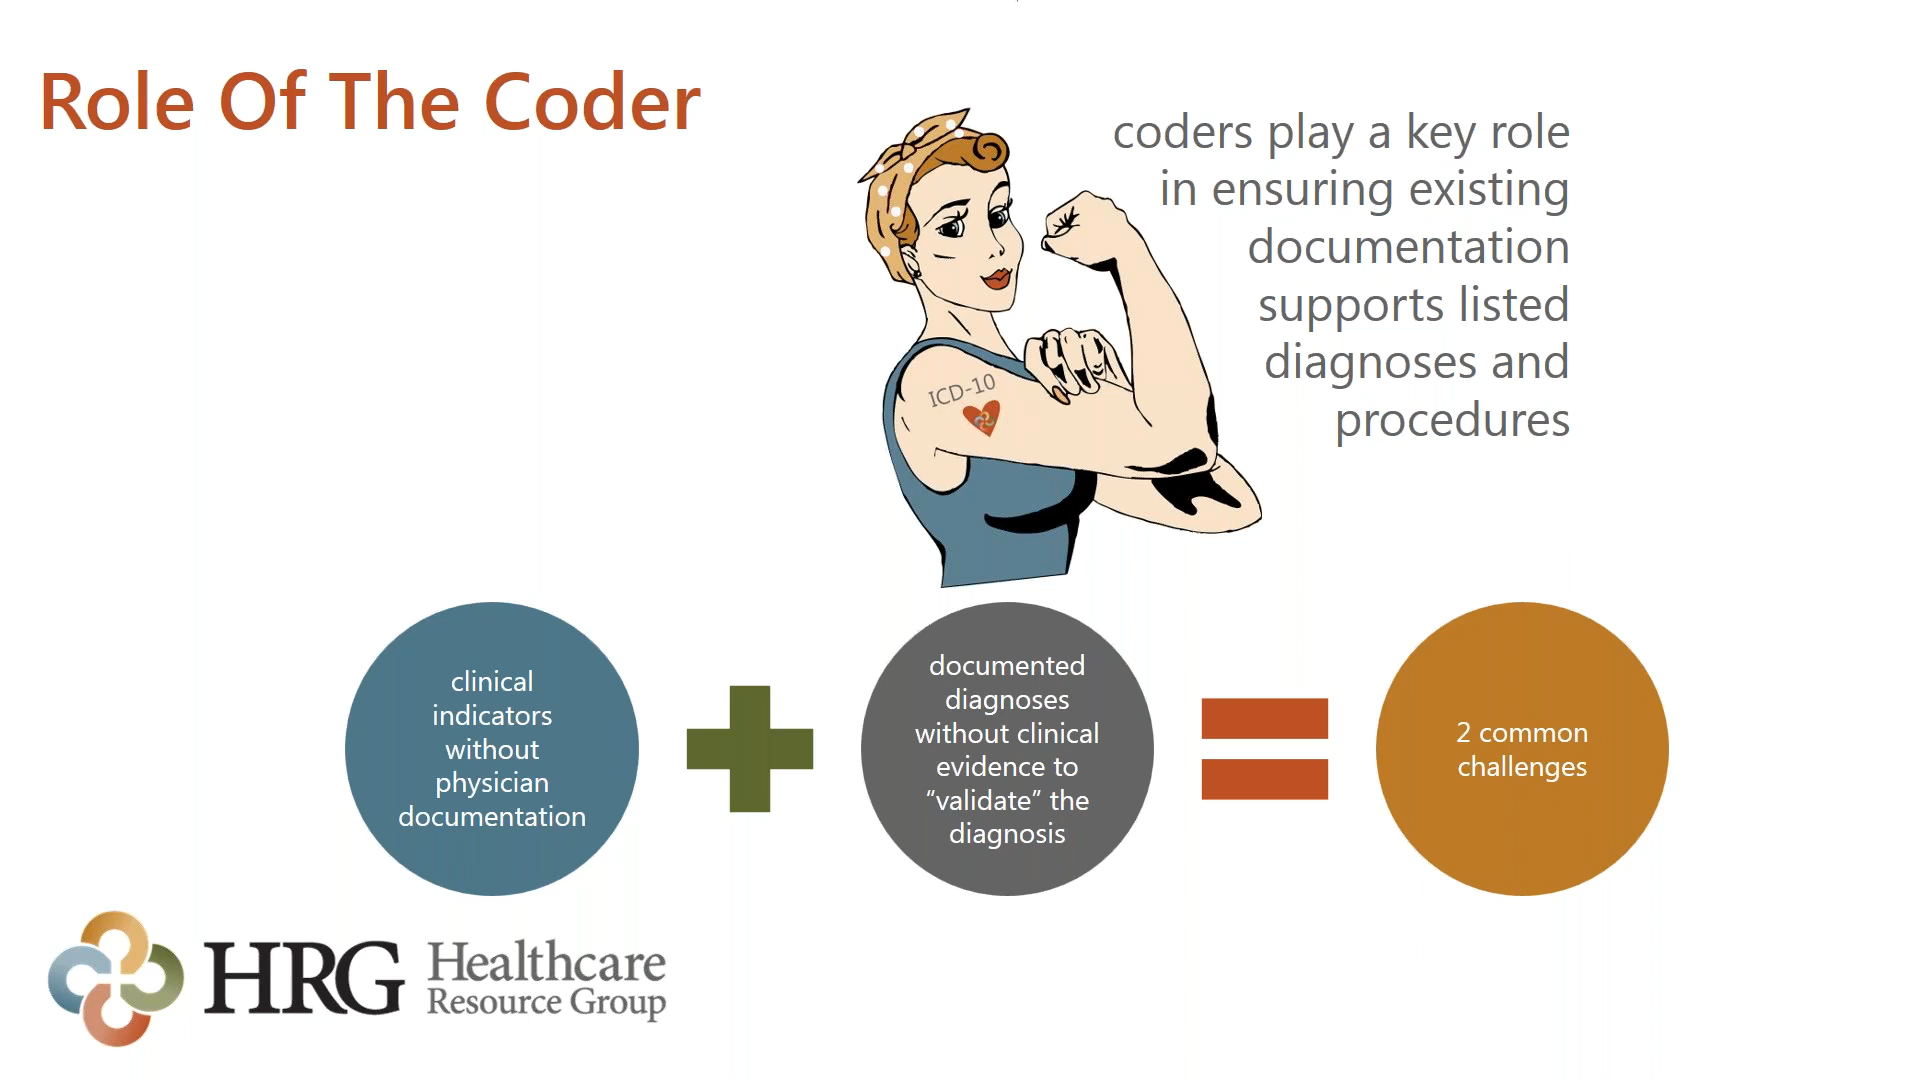 Role Of The Coder
coders play a key role
in ensuring existing
documentation
supports listed
diagnoses and
procedures
ICD-10
clinical
indicators
without
physician
documentation
documented
diagnoses
without clinical
evidence to
“validate” the
diagnosis
2 common
challenges
HRG
Healthcare
Resource Group